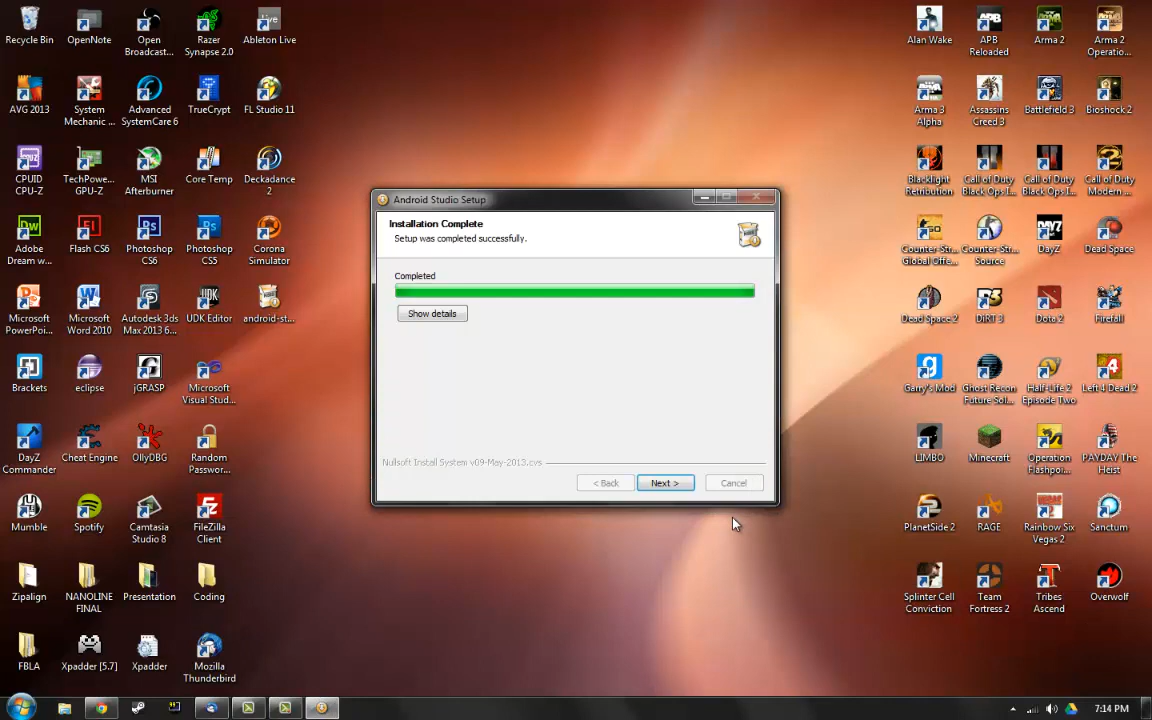 Recycle Bin
OpenNote
Open
Broadcast...
Razer
Synapse 2.0
Ableton Live
Live
AVG 2013
System
Mechanic ...
Advanced
SystemCare 6
TrueCrypt
FL Studio 11
CPUID
CPU-Z
TechPowe...
GPU-Z
MSI
Afterburner
Core Temp
Deckadance
2
Adobe
Dream w...
Flash CS6
Photoshop
CS6
Photoshop
CS5
Corona
Simulator
Microsoft
PowerPoi...
Microsoft
Word 2010
Autodesk 3ds
Max 2013 6...
UDK
UDK Editor
android-st...
Brackets
eclipse
jGRASP
Microsoft
Visual Stud...
DayZ
Commander
Cheat Engine
OllyDBG
Random
Passwor...
Mumble
Spotify
Camtasia
Studio 8
FileZilla
Client
Zipalign
NANOLINE
FINAL
Presentation
Coding
FBLA
Xpadder [5.7]
Xpadder
Mozilla
Thunderbird
Android Studio Setup
Installation Complete
Setup was completed successfully.
Completed
Show details
Nullsoft Install System v09-May-2013.cvs
< Back
Next >
Cancel
Alan Wake
APB
Reloaded
Arma 2
Arma 2
Operatio...
Arma 3
Alpha
Assassins
Creed 3
Battlefield 3
Bioshock 2
Blacklight
Retribution
Call of Duty
Black Ops I...
Call of Duty
Black Ops I...
Call of Duty
Modern ...
Counter-Str...
Global Offe...
Counter-Str...
Source
DayZ
Dead Space
Dead Space 2
DiRT 3
Dota 2
Firefall
Garry's Mod
Ghost Recon
Future Sol...
Half-Life 2
Episode Two
Left 4 Dead 2
LIMBO
Minecraft
Operation
Flashpoi...
PAYDAY The
Heist
PlanetSide 2
RAGE
Rainbow Six
Vegas 2
Sanctum
Splinter Cell
Conviction
Team
Fortress 2
Tribes
Ascend
Overwolf
7:14 PM